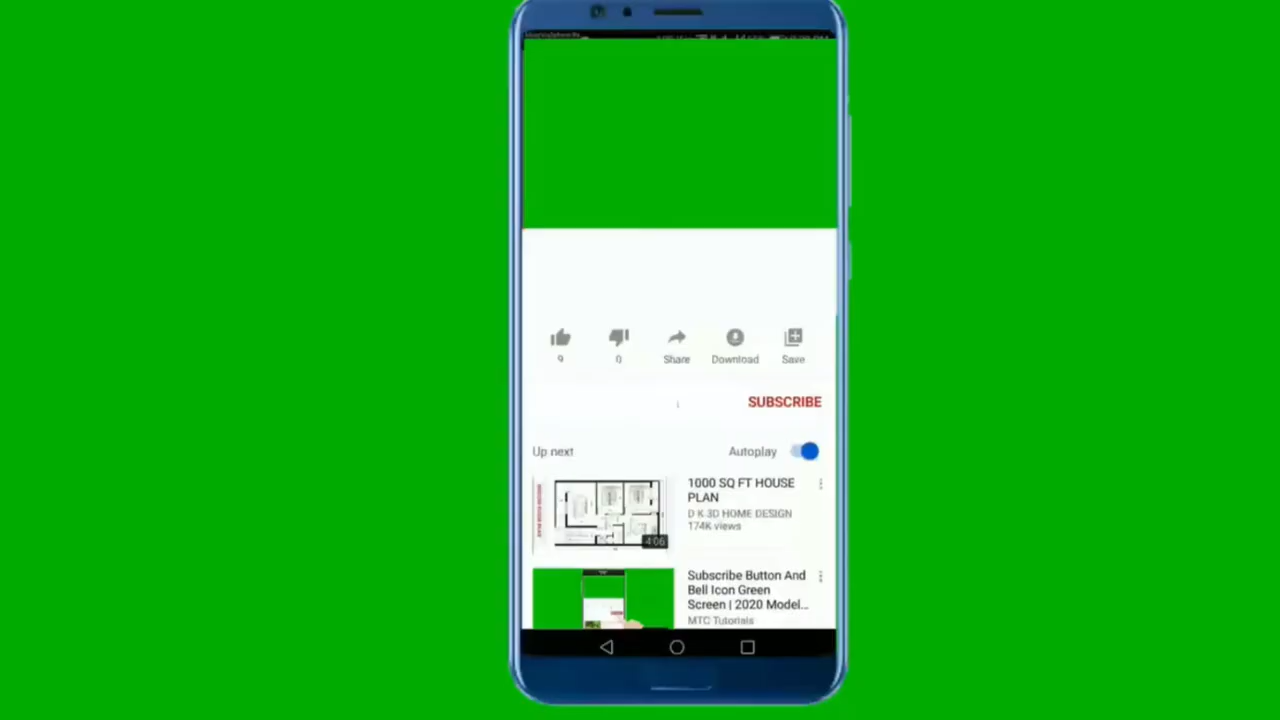 9
0
Share
Download
Save
SUBSCRIBE
Up next
Autoplay
1000 SQ FT HOUSE
PLAN
D K 3D HOME DESIGN
174K views
4:06
Subscribe Button And
Bell Icon Green
Screen | 2020 Model...
MTC Tutorials